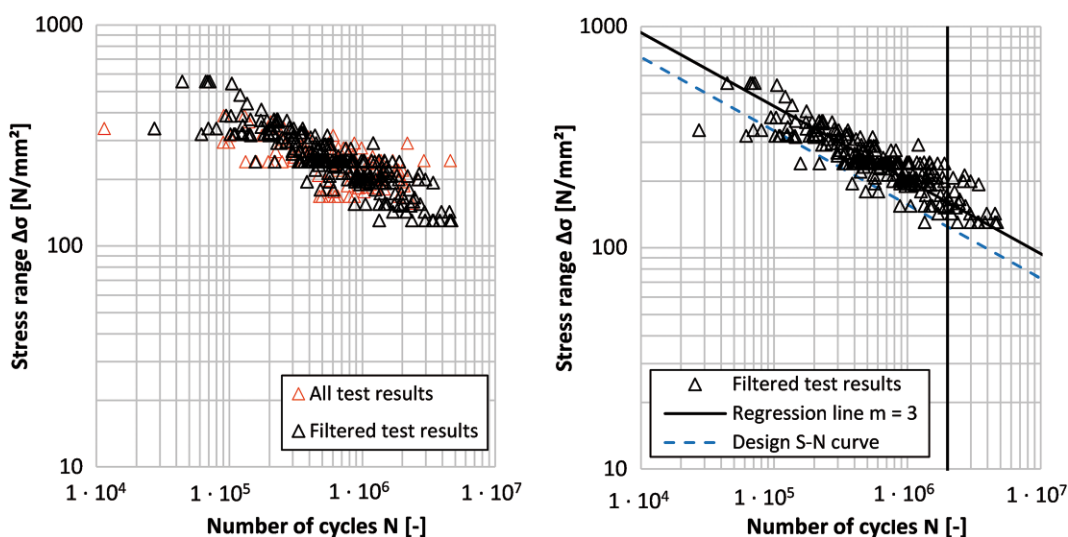 1000
100
10
Stress range Δσ [N/mm²]
All test results
Filtered test results
1 · 10⁴
1 · 10⁵
1 · 10⁶
1 · 10⁷
Number of cycles N [-]
1000
100
10
Stress range Δσ [N/mm²]
Filtered test results
Regression line m = 3
Design S-N curve
1 · 10⁴
1 · 10⁵
1 · 10⁶
1 · 10⁷
Number of cycles N [-]